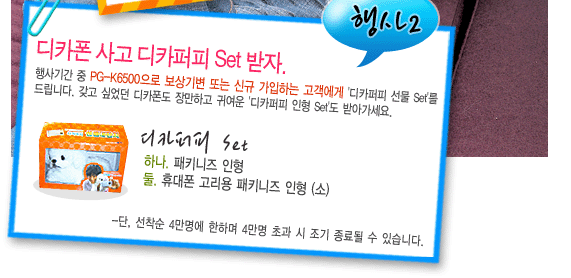 행사2
디카폰 사고 디카퍼피 Set 받자.
행사기간 중 PG-K6500으로 보상기변 또는 신규 가입하는 고객에게 '디카퍼피 선물 Set'를
드립니다. 갖고 싶었던 디카폰도 장만하고 귀여운 '디카퍼피 인형 Set'도 받아가세요.
디카퍼피 Set
하나. 패키니즈 인형
둘. 휴대폰 고리용 패키니즈 인형 (소)
--단, 선착순 4만명에 한하며 4만명 초과 시 조기 종료될 수 있습니다.